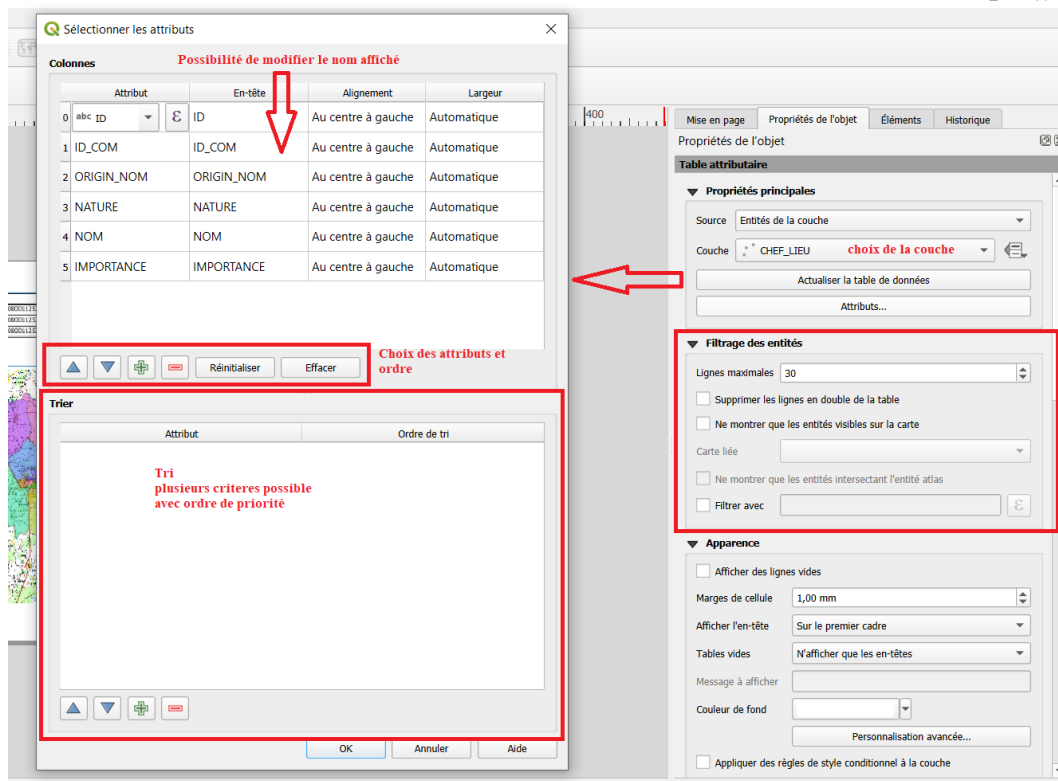 Sélectionner les attributs
Colonnes
Possibilité de modifier le nom affiché
Attribut En-tête Alignement Largeur
0 abc ID ε ID Au centre à gauche Automatique
1 ID_COM ID_COM Au centre à gauche Automatique
2 ORIGIN_NOM ORIGIN_NOM Au centre à gauche Automatique
3 NATURE NATURE Au centre à gauche Automatique
4 NOM NOM Au centre à gauche Automatique
5 IMPORTANCE IMPORTANCE Au centre à gauche Automatique
Réinitialiser Effacer
Choix des attributs et
ordre
Trier
Attribut Ordre de tri
Tri
plusieurs criteres possible
avec ordre de priorité
OK Annuler Aide
400
Mise en page Propriétés de l'objet Éléments Historique
Propriétés de l'objet
Table attributaire
Propriétés principales
Source Entités de la couche
Couche CHEF_LIEU choix de la couche
Actualiser la table de données
Attributs...
Filtrage des entités
Lignes maximales 30
Supprimer les lignes en double de la table
Ne montrer que les entités visibles sur la carte
Carte liée
Ne montrer que les entités intersectant l'entité atlas
Filtrer avec ε
Apparence
Afficher des lignes vides
Marges de cellule 1,00 mm
Afficher l'en-tête Sur le premier cadre
Tables vides N'afficher que les en-têtes
Message à afficher
Couleur de fond
Personnalisation avancée...
Appliquer des règles de style conditionnel à la couche